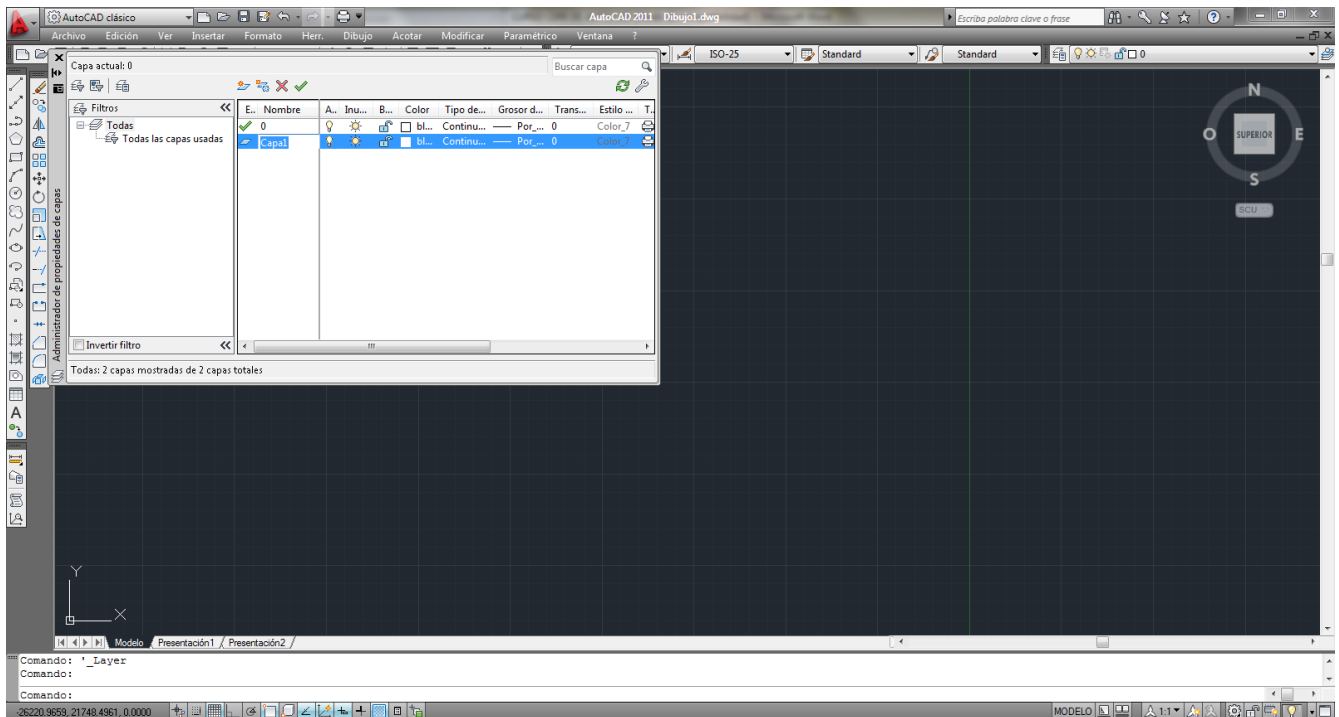 AutoCAD clásico
AutoCAD 2011 Dibujo1.dwg
Escriba palabra clave o frase
Archivo Edición Ver Insertar Formato Herr. Dibujo Acotar Modificar Paramétrico Ventana ?
ISO-25 Standard Standard 0
Capa actual: 0
Buscar capa
Filtros
Todas
Todas las capas usadas
E.. Nombre A.. Inu... B... Color Tipo de... Grosor d... Trans... Estilo ... T..
0 bl... Continu... Por_... 0 Color_7
Capa1 bl... Continu... Por_... 0 Color_7
Invertir filtro
Todas: 2 capas mostradas de 2 capas totales
Administrador de propiedades de capas
N
O SUPERIOR E
S
SCU
A
Y
X
Modelo Presentación1 Presentación2
Comando: '_Layer
Comando:
Comando:
-26220.9659, 21748.4961, 0.0000
MODELO 1:1